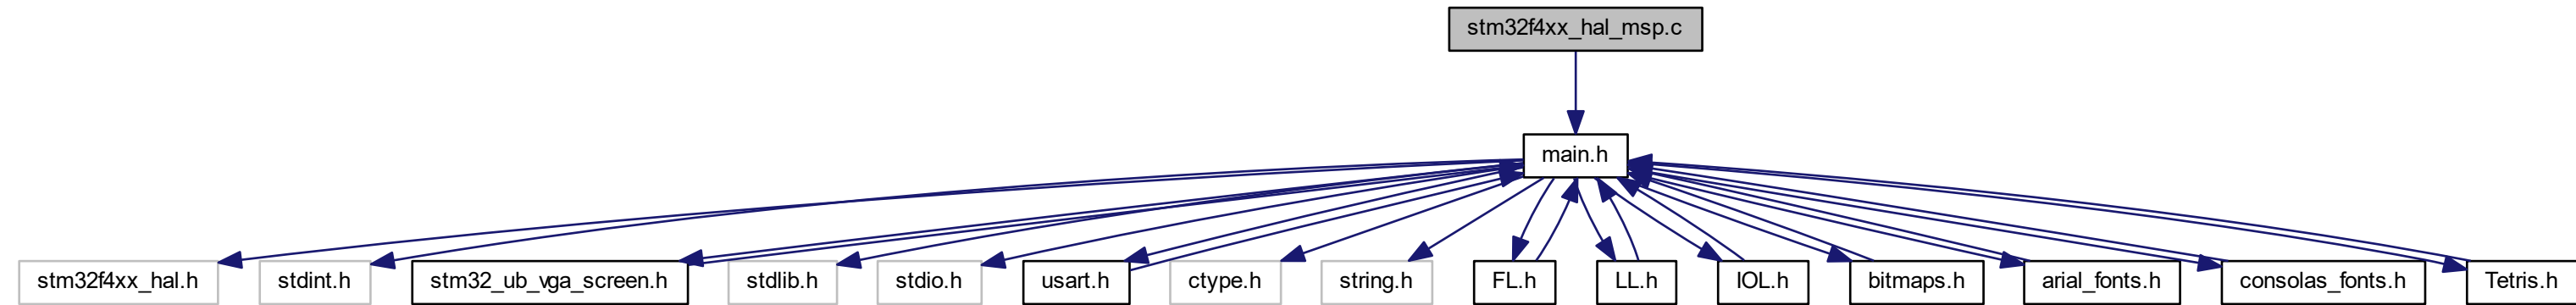 stm32f4xx_hal_msp.c
main.h
stm32f4xx_hal.h
stdint.h
stm32_ub_vga_screen.h
stdlib.h
stdio.h
usart.h
ctype.h
string.h
FL.h
LL.h
IOL.h
bitmaps.h
arial_fonts.h
consolas_fonts.h
Tetris.h